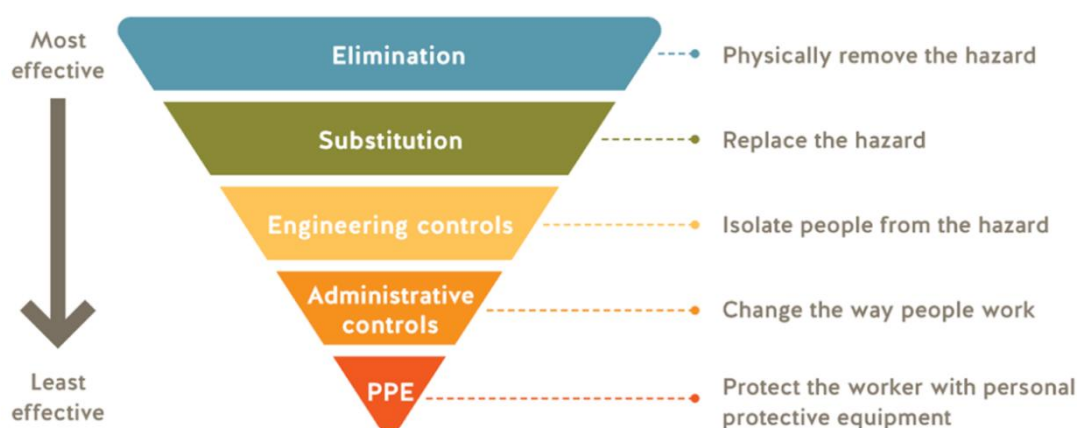 Most
effective
Elimination
Physically remove the hazard
Substitution
Replace the hazard
Engineering controls
Isolate people from the hazard
Administrative
controls
Change the way people work
Least
effective
PPE
Protect the worker with personal
protective equipment